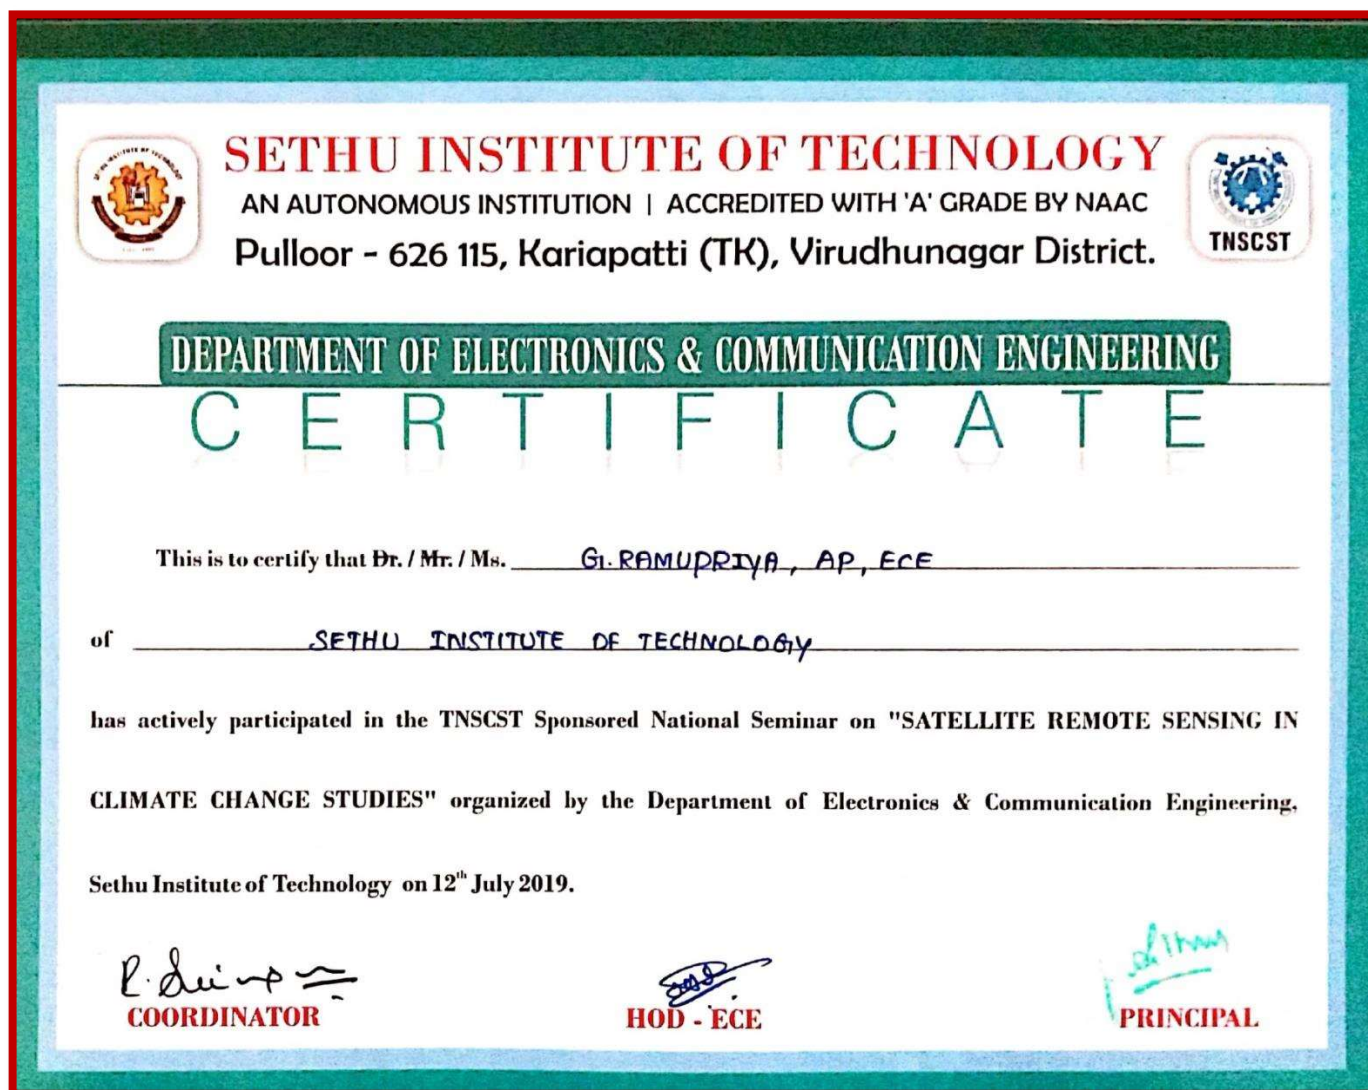 SETHU INSTITUTE OF TECHNOLOGY
AN AUTONOMOUS INSTITUTION | ACCREDITED WITH 'A' GRADE BY NAAC
Pulloor - 626 115, Kariapatti (TK), Virudhunagar District.
TNSCST
DEPARTMENT OF ELECTRONICS & COMMUNICATION ENGINEERING
CERTIFICATE
This is to certify that Dr. / Mr. / Ms. G. RAMUPRIYA, AP, ECE
of SETHU INSTITUTE OF TECHNOLOGY
has actively participated in the TNSCST Sponsored National Seminar on "SATELLITE REMOTE SENSING IN
CLIMATE CHANGE STUDIES" organized by the Department of Electronics & Communication Engineering,
Sethu Institute of Technology on 12th July 2019.
COORDINATOR
HOD - ECE
PRINCIPAL